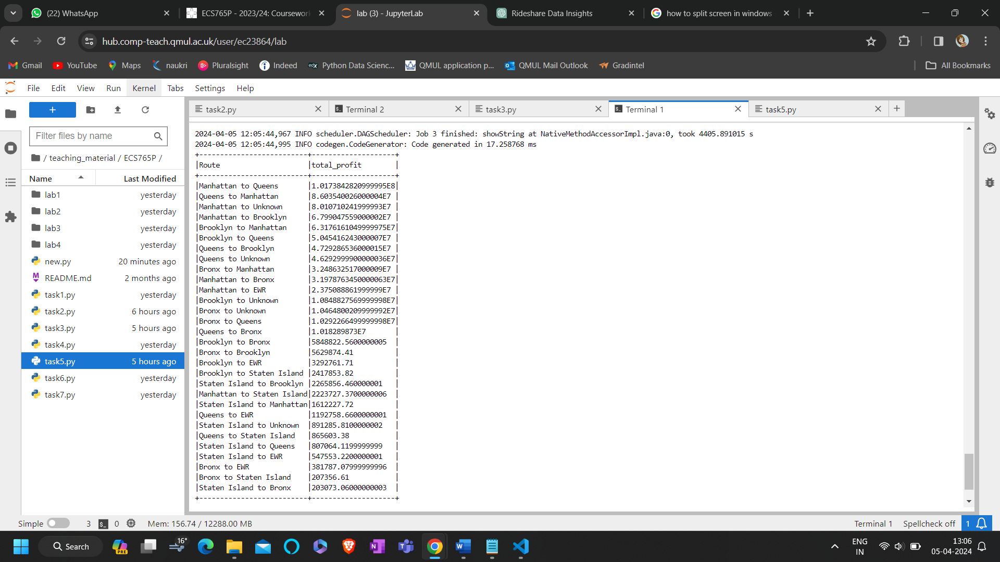 (22) WhatsApp
ECS765P - 2023/24: Coursework
lab (3) - JupyterLab
Rideshare Data Insights
how to split screen in windows
hub.comp-teach.qmul.ac.uk/user/ec23864/lab
Gmail YouTube Maps naukri Pluralsight Indeed edX Python Data Scienc... QMUL application p... QMUL Mail Outlook Gradintel All Bookmarks
File Edit View Run Kernel Tabs Settings Help
task2.py Terminal 2 task3.py Terminal 1 task5.py
Filter files by name
/ teaching_material / ECS765P /
Name Last Modified
lab1 yesterday
lab2 yesterday
lab3 yesterday
lab4 yesterday
new.py 20 minutes ago
README.md 2 months ago
task1.py yesterday
task2.py 6 hours ago
task3.py 5 hours ago
task4.py yesterday
task5.py 5 hours ago
task6.py yesterday
task7.py yesterday
2024-04-05 12:05:44,967 INFO scheduler.DAGScheduler: Job 3 finished: showString at NativeMethodAccessorImpl.java:0, took 4405.891015 s
2024-04-05 12:05:44,995 INFO codegen.CodeGenerator: Code generated in 17.258768 ms
+--------------------------+--------------------+
|Route                     |total_profit        |
+--------------------------+--------------------+
|Manhattan to Queens       |1.0173842820999995E8|
|Queens to Manhattan       |8.603540026000004E7 |
|Manhattan to Unknown      |8.010710241999993E7 |
|Manhattan to Brooklyn     |6.799047559000002E7 |
|Brooklyn to Manhattan     |6.3176161049999975E7|
|Brooklyn to Queens        |5.045416243000007E7 |
|Queens to Brooklyn        |4.729286536000015E7 |
|Queens to Unknown         |4.6292999900000036E7|
|Bronx to Manhattan        |3.248632517000009E7 |
|Manhattan to Bronx        |3.1978763450000063E7|
|Manhattan to EWR          |2.375088861999999E7 |
|Brooklyn to Unknown       |1.0848827569999998E7|
|Bronx to Unknown          |1.0464800209999992E7|
|Bronx to Queens           |1.0292266499999998E7|
|Queens to Bronx           |1.018289873E7       |
|Brooklyn to Bronx         |5848822.5600000005  |
|Bronx to Brooklyn         |5629874.41          |
|Brooklyn to EWR           |3292761.71          |
|Brooklyn to Staten Island |2417853.82          |
|Staten Island to Brooklyn |2265856.460000001   |
|Manhattan to Staten Island|2223727.3700000006  |
|Staten Island to Manhattan|1612227.72          |
|Queens to EWR             |1192758.6600000001  |
|Staten Island to Unknown  |891285.8100000002   |
|Queens to Staten Island   |865603.38           |
|Staten Island to Queens   |807064.1199999999   |
|Staten Island to EWR      |547553.2200000001   |
|Bronx to EWR              |381787.07999999996  |
|Bronx to Staten Island    |207356.61           |
|Staten Island to Bronx    |203073.06000000003  |
+--------------------------+--------------------+
Simple 3 0 Mem: 156.74 / 12288.00 MB Terminal 1 Spellcheck off 1
Search PRE 16° ENG 13:06
IN 05-04-2024